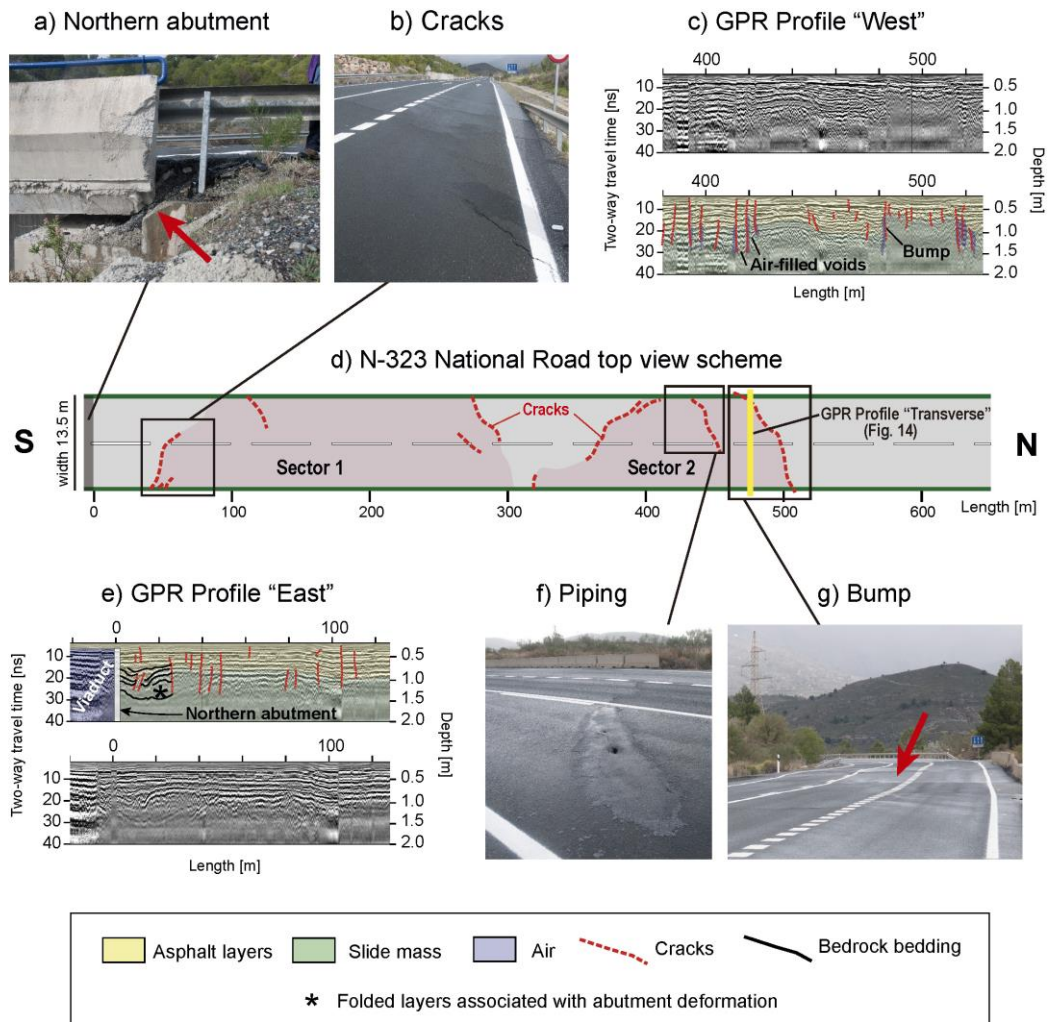 a) Northern abutment
b) Cracks
c) GPR Profile “West”
400 500
Two-way travel time [ns]
10 0.5
20 1.0
30 1.5
40 2.0
Depth [m]
400 500
10 0.5
20 1.0
30 1.5
40 2.0
Air-filled voids
Bump
Length [m]
d) N-323 National Road top view scheme
S
width 13.5 m
Cracks
Sector 1
Sector 2
GPR Profile “Transverse”
(Fig. 14)
N
0 100 200 300 400 500 600 Length [m]
e) GPR Profile “East”
0 100
Two-way travel time [ns]
10 0.5
20 1.0
30 1.5
40 2.0
Viaduct
*
Northern abutment
Depth [m]
0 100
10 0.5
20 1.0
30 1.5
40 2.0
Length [m]
f) Piping
g) Bump
Asphalt layers
Slide mass
Air
Cracks
Bedrock bedding
* Folded layers associated with abutment deformation